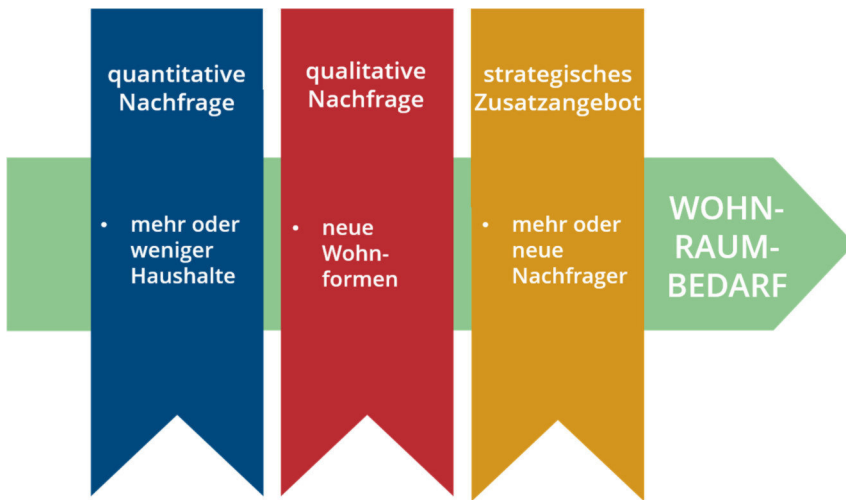 quantitative
Nachfrage
• mehr oder
weniger
Haushalte
qualitative
Nachfrage
• neue
Wohn-
formen
strategisches
Zusatzangebot
• mehr oder
neue
Nachfrager
WOHN-
RAUM-
BEDARF